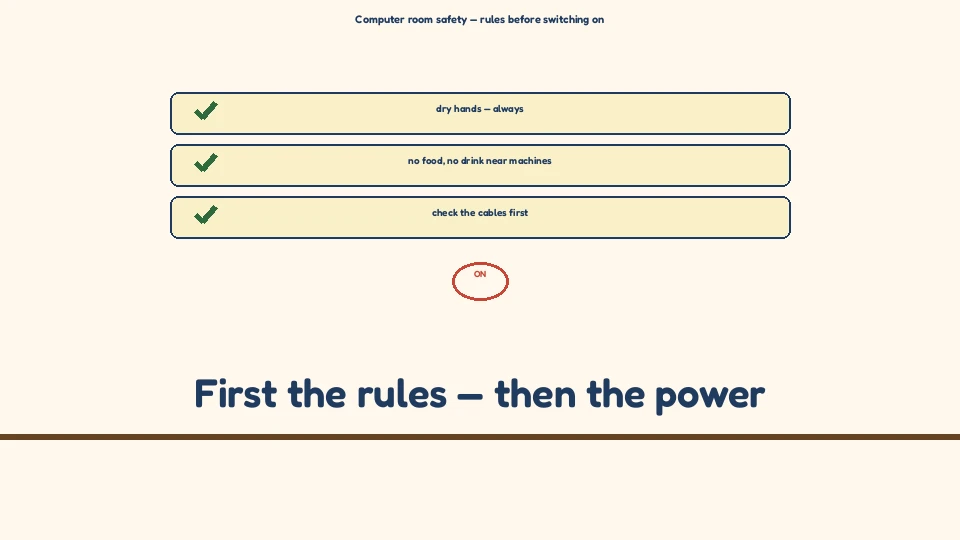 Computer room safety — rules before switching on
dry hands — always
no food, no drink near machines
check the cables first
ON
First the rules — then the power